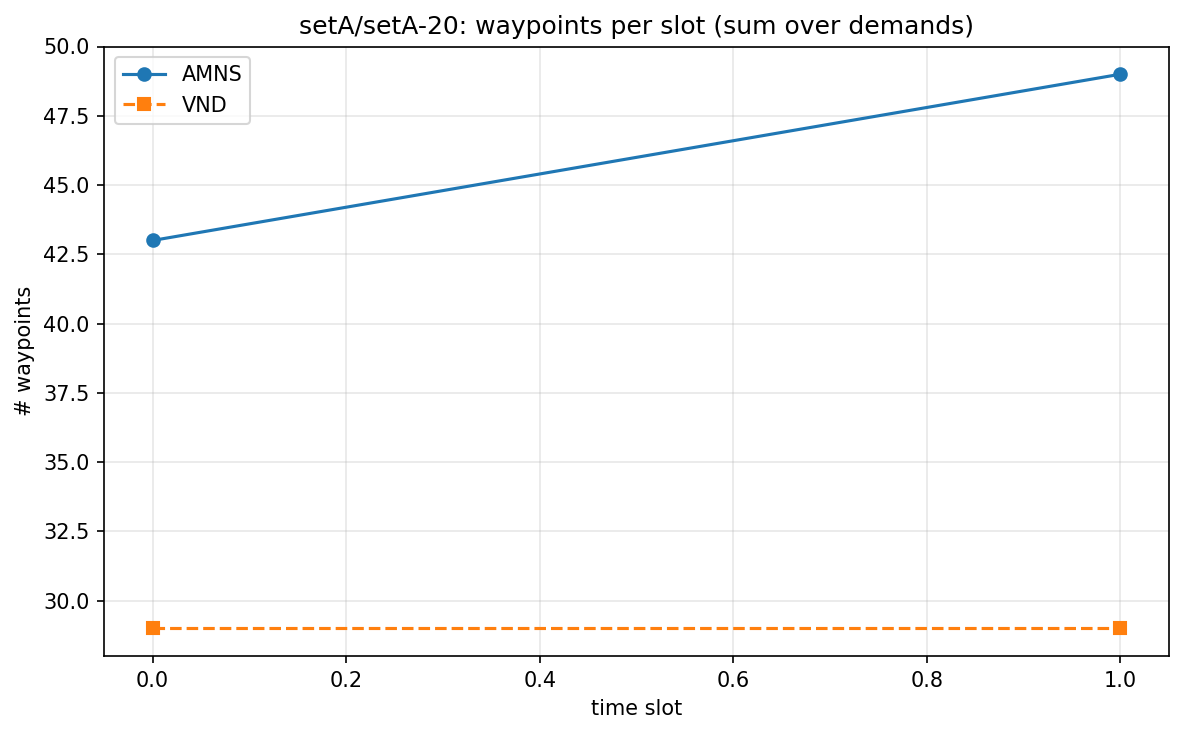 setA/setA-20: waypoints per slot (sum over demands)
AMNS
VND
50.0
47.5
45.0
42.5
40.0
37.5
35.0
32.5
30.0
# waypoints
0.0 0.2 0.4 0.6 0.8 1.0
time slot